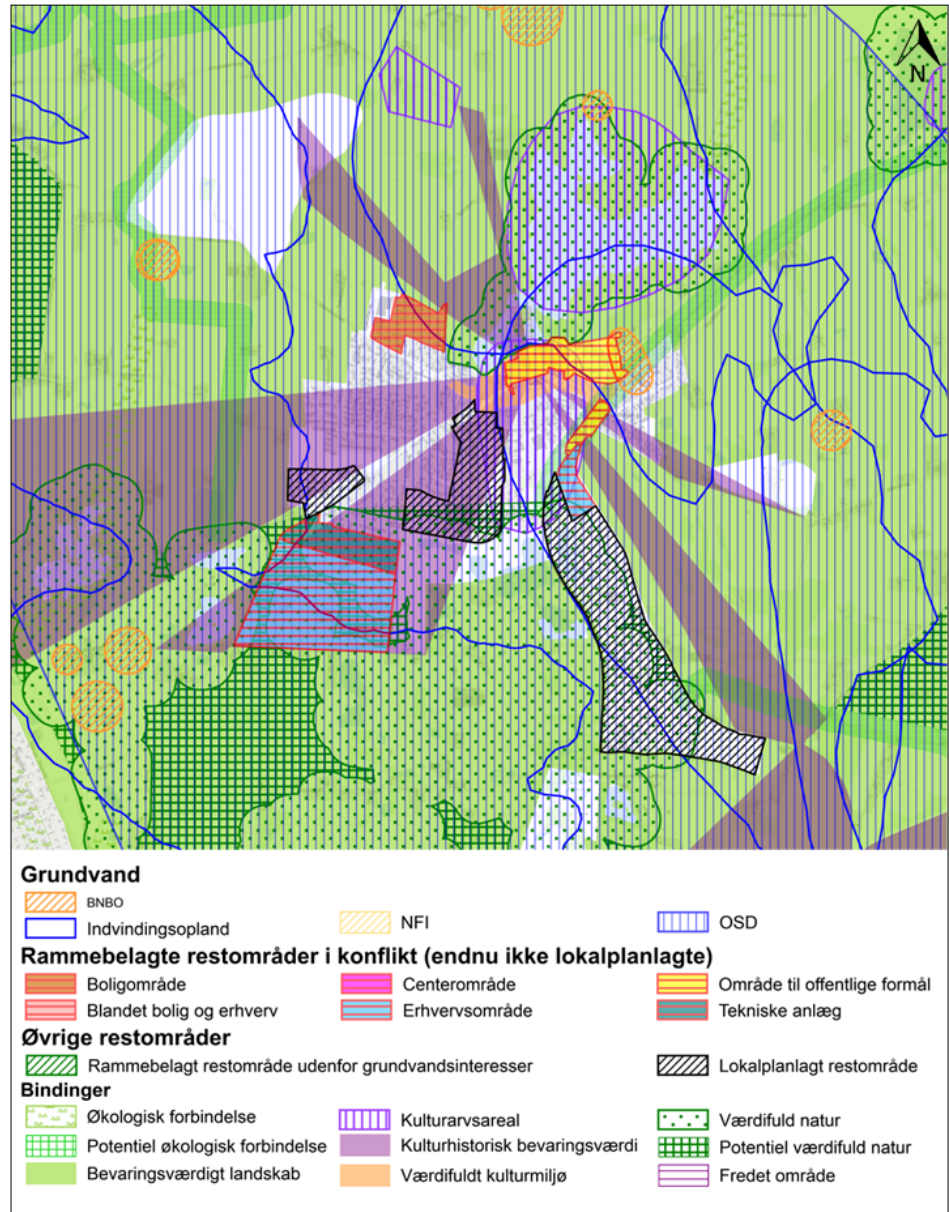 N
Grundvand
BNBO
Indvindingsopland
NFI
OSD
Rammebelagte restområder i konflikt (endnu ikke lokalplanlagte)
Boligområde
Centerområde
Område til offentlige formål
Blandet bolig og erhverv
Erhvervsområde
Tekniske anlæg
Øvrige restområder
Rammebelagt restområde udenfor grundvandsinteresser
Lokalplanlagt restområde
Bindinger
Økologisk forbindelse
Kulturarvsareal
Værdifuld natur
Potentiel økologisk forbindelse
Kulturhistorisk bevaringsværdi
Potentiel værdifuld natur
Bevaringsværdigt landskab
Værdifuldt kulturmiljø
Fredet område